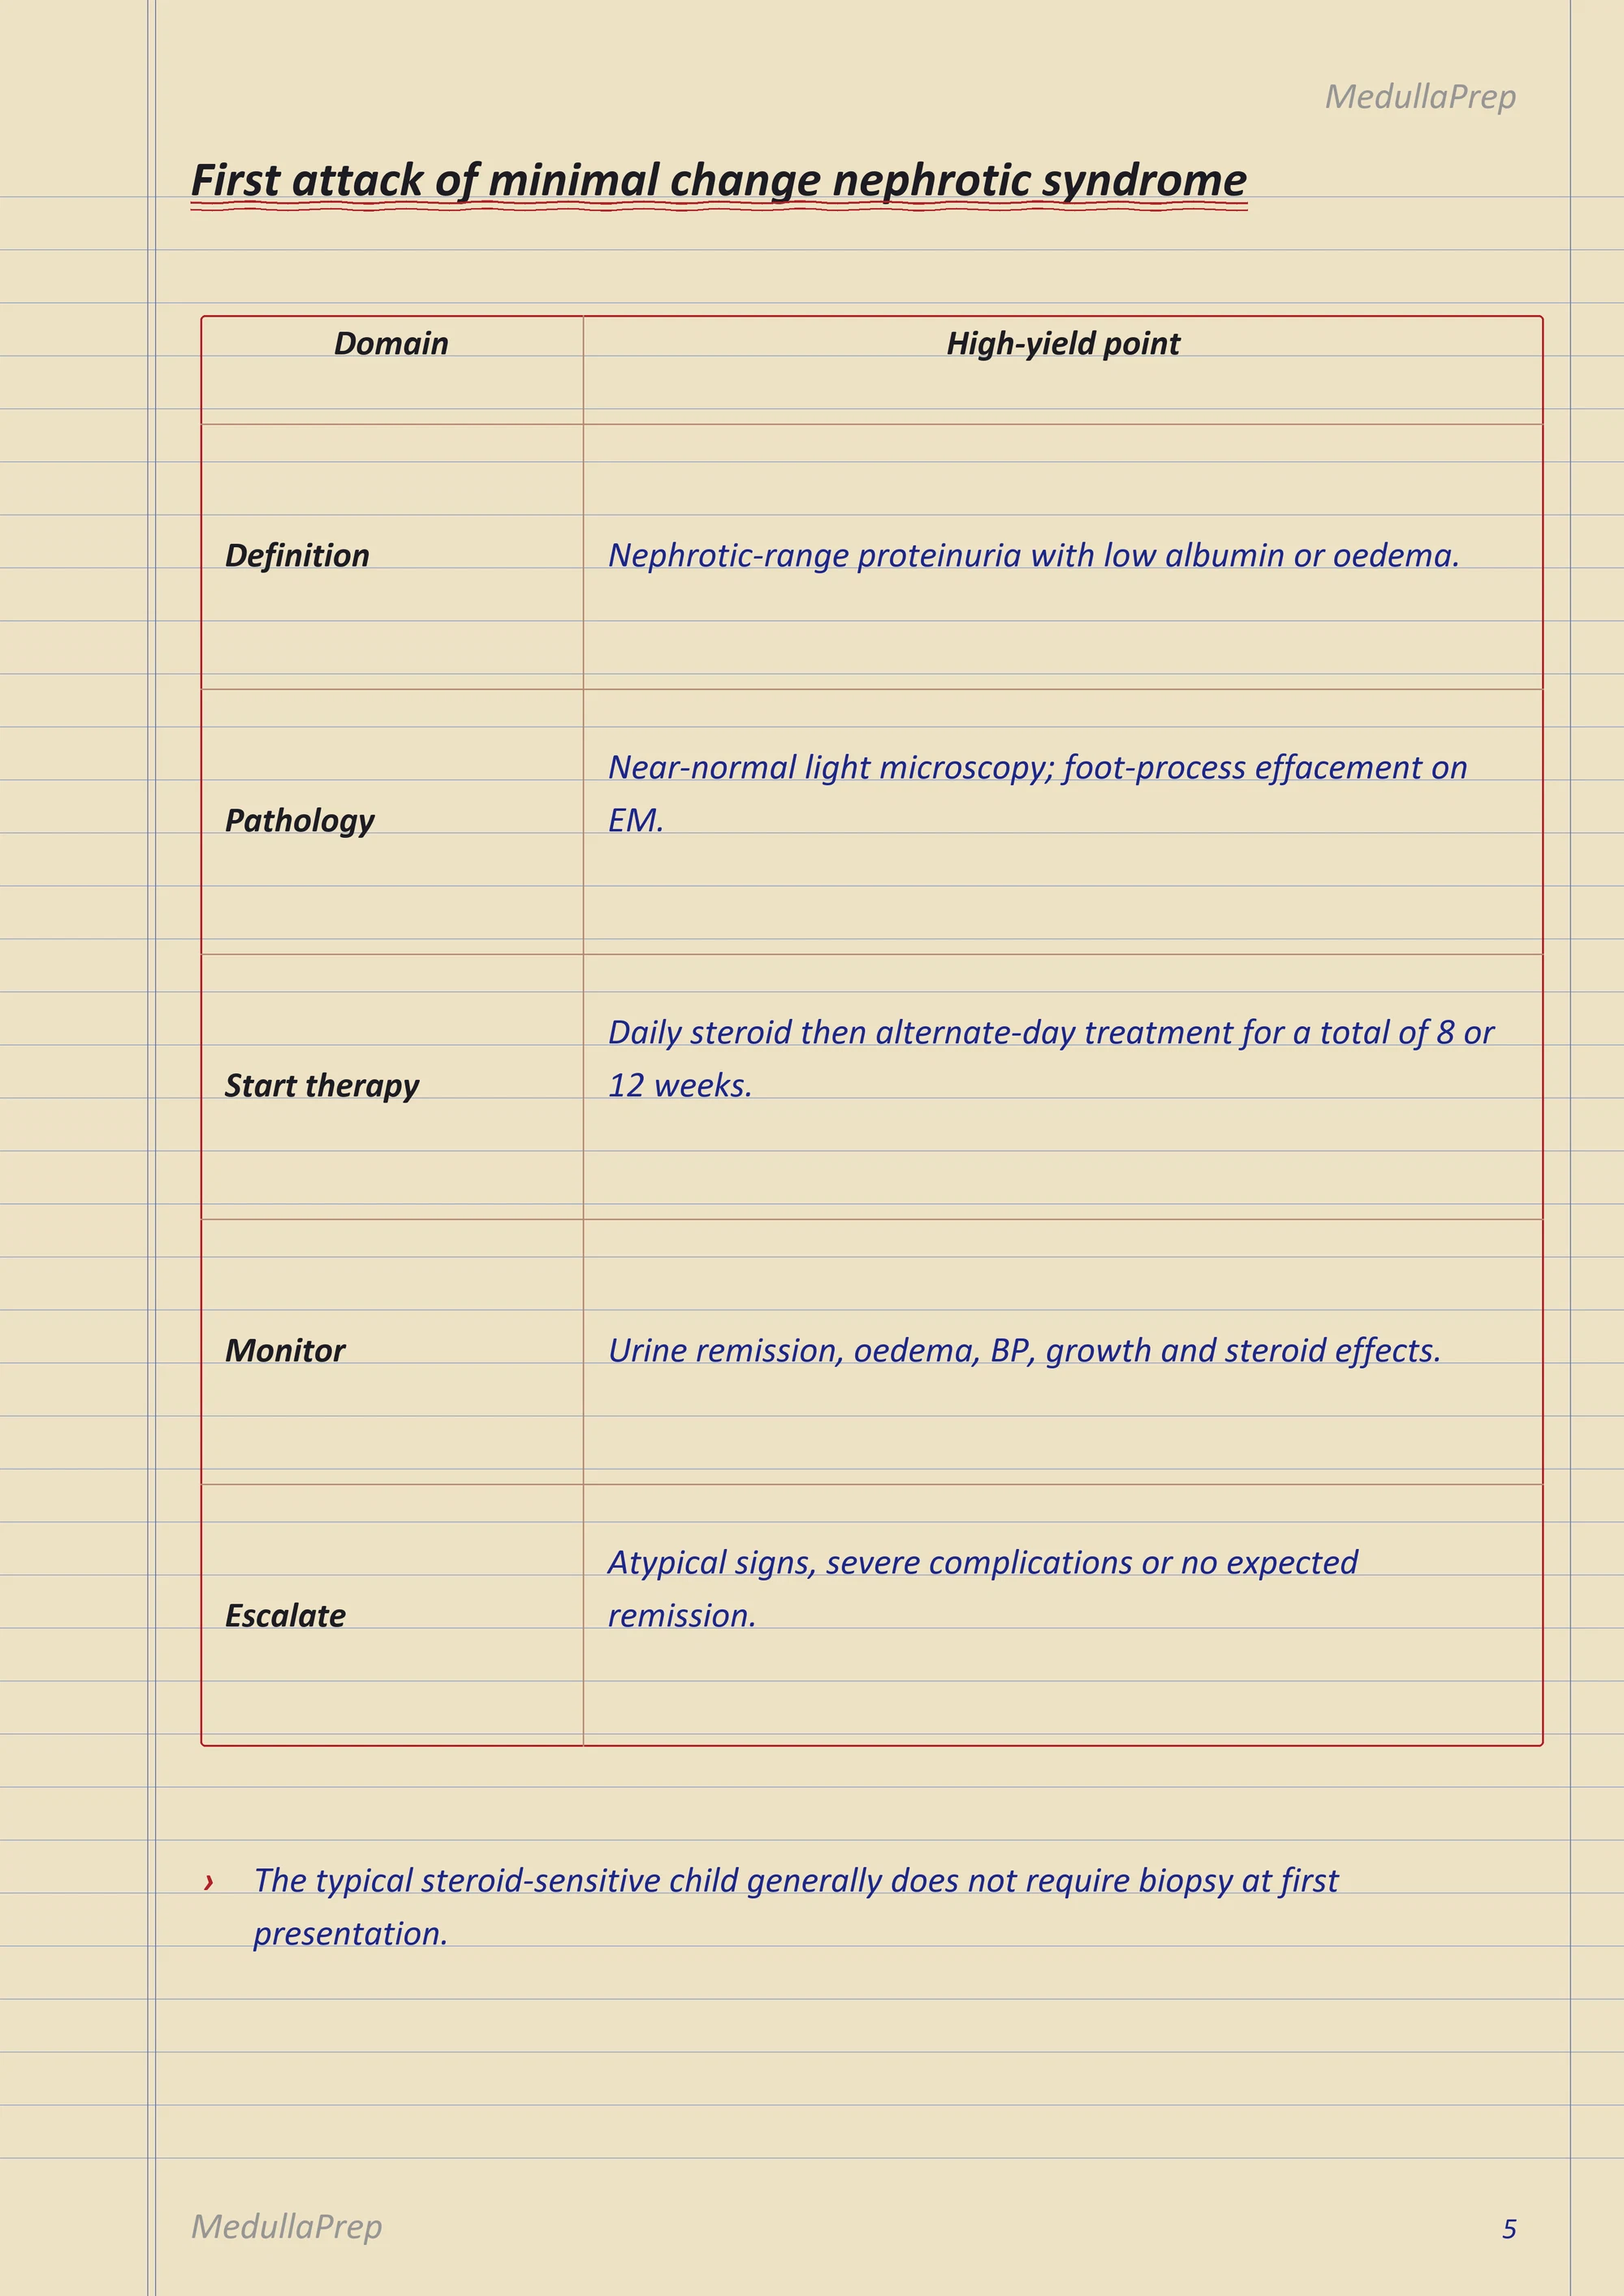 MedullaPrep
First attack of minimal change nephrotic syndrome
Domain High-yield point
Definition Nephrotic-range proteinuria with low albumin or oedema.
Near-normal light microscopy; foot-process effacement on
Pathology EM.
Daily steroid then alternate-day treatment for a total of 8 or
Start therapy 12 weeks.
Monitor Urine remission, oedema, BP, growth and steroid effects.
Atypical signs, severe complications or no expected
Escalate remission.
› The typical steroid-sensitive child generally does not require biopsy at first
presentation.
MedullaPrep 5